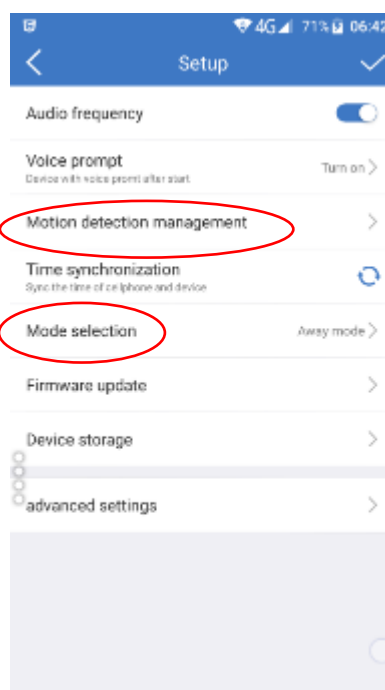 4G 71% 06:42
Setup
Audio frequency
Voice prompt
Device with voice promt after start
Turn on
Motion detection management
Time synchronization
Sync the time of cellphone and device
Mode selection
Away mode
Firmware update
Device storage
advanced settings